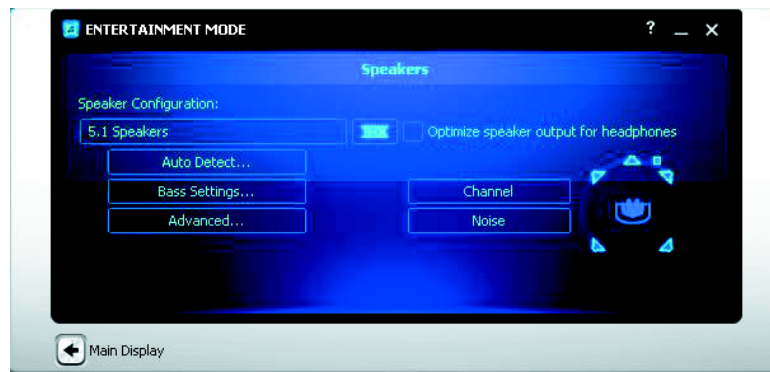 ENTERTAINMENT MODE ? _ X
Speakers
Speaker Configuration:
5.1 Speakers
THX
Optimize speaker output for headphones
Auto Detect...
Bass Settings...
Channel
Advanced...
Noise
Main Display